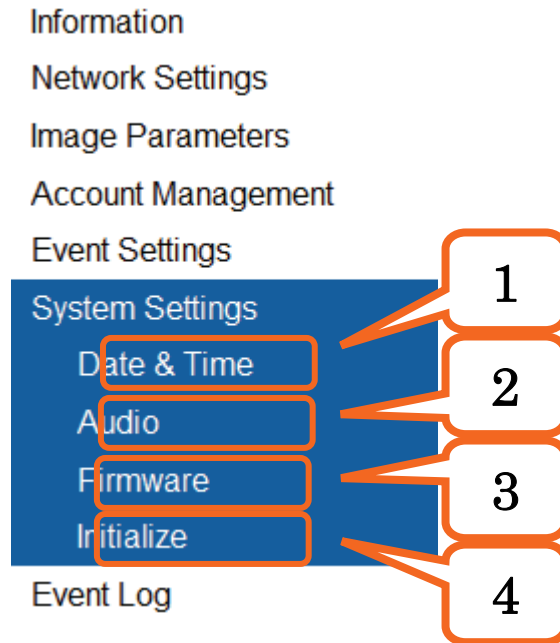 Information
Network Settings
Image Parameters
Account Management
Event Settings
System Settings
1
Date & Time
2
Audio
Firmware
3
Initialize
Event Log
4